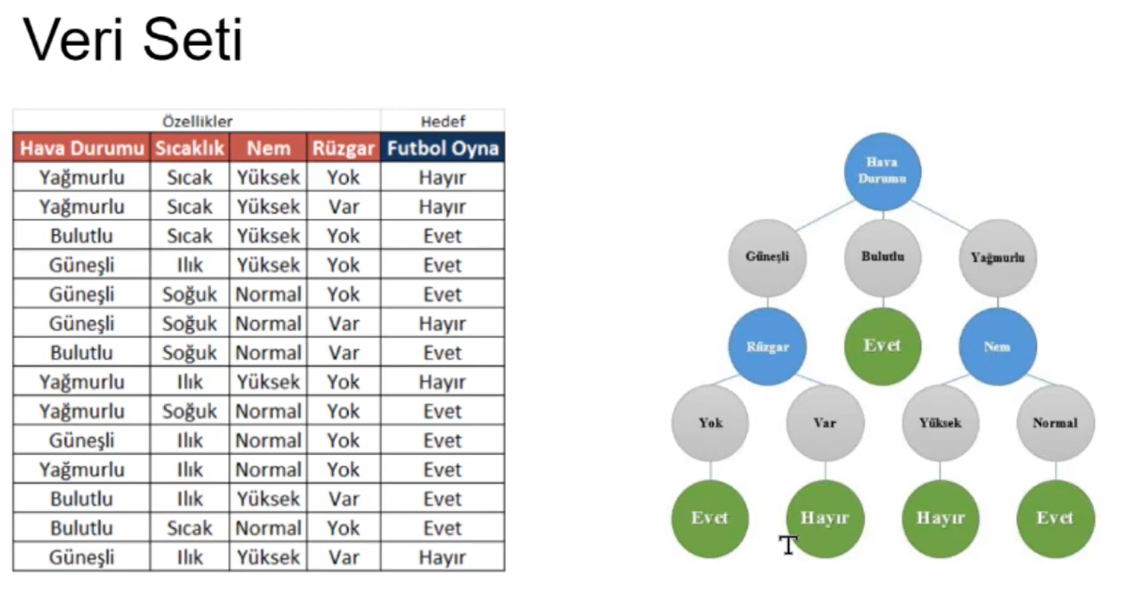 Veri Seti
Özellikler Hedef
Hava Durumu Sıcaklık Nem Rüzgar Futbol Oyna
Yağmurlu Sıcak Yüksek Yok Hayır
Yağmurlu Sıcak Yüksek Var Hayır
Bulutlu Sıcak Yüksek Yok Evet
Güneşli Ilık Yüksek Yok Evet
Güneşli Soğuk Normal Yok Evet
Güneşli Soğuk Normal Var Hayır
Bulutlu Soğuk Normal Var Evet
Yağmurlu Ilık Yüksek Yok Hayır
Yağmurlu Soğuk Normal Yok Evet
Güneşli Ilık Normal Yok Evet
Yağmurlu Ilık Normal Yok Evet
Bulutlu Ilık Yüksek Var Evet
Bulutlu Sıcak Normal Yok Evet
Güneşli Ilık Yüksek Var Hayır
Hava
Durumu
Güneşli Bulutlu Yağmurlu
Rüzgar Evet Nem
Yok Var Yüksek Normal
Evet Hayır Hayır Evet